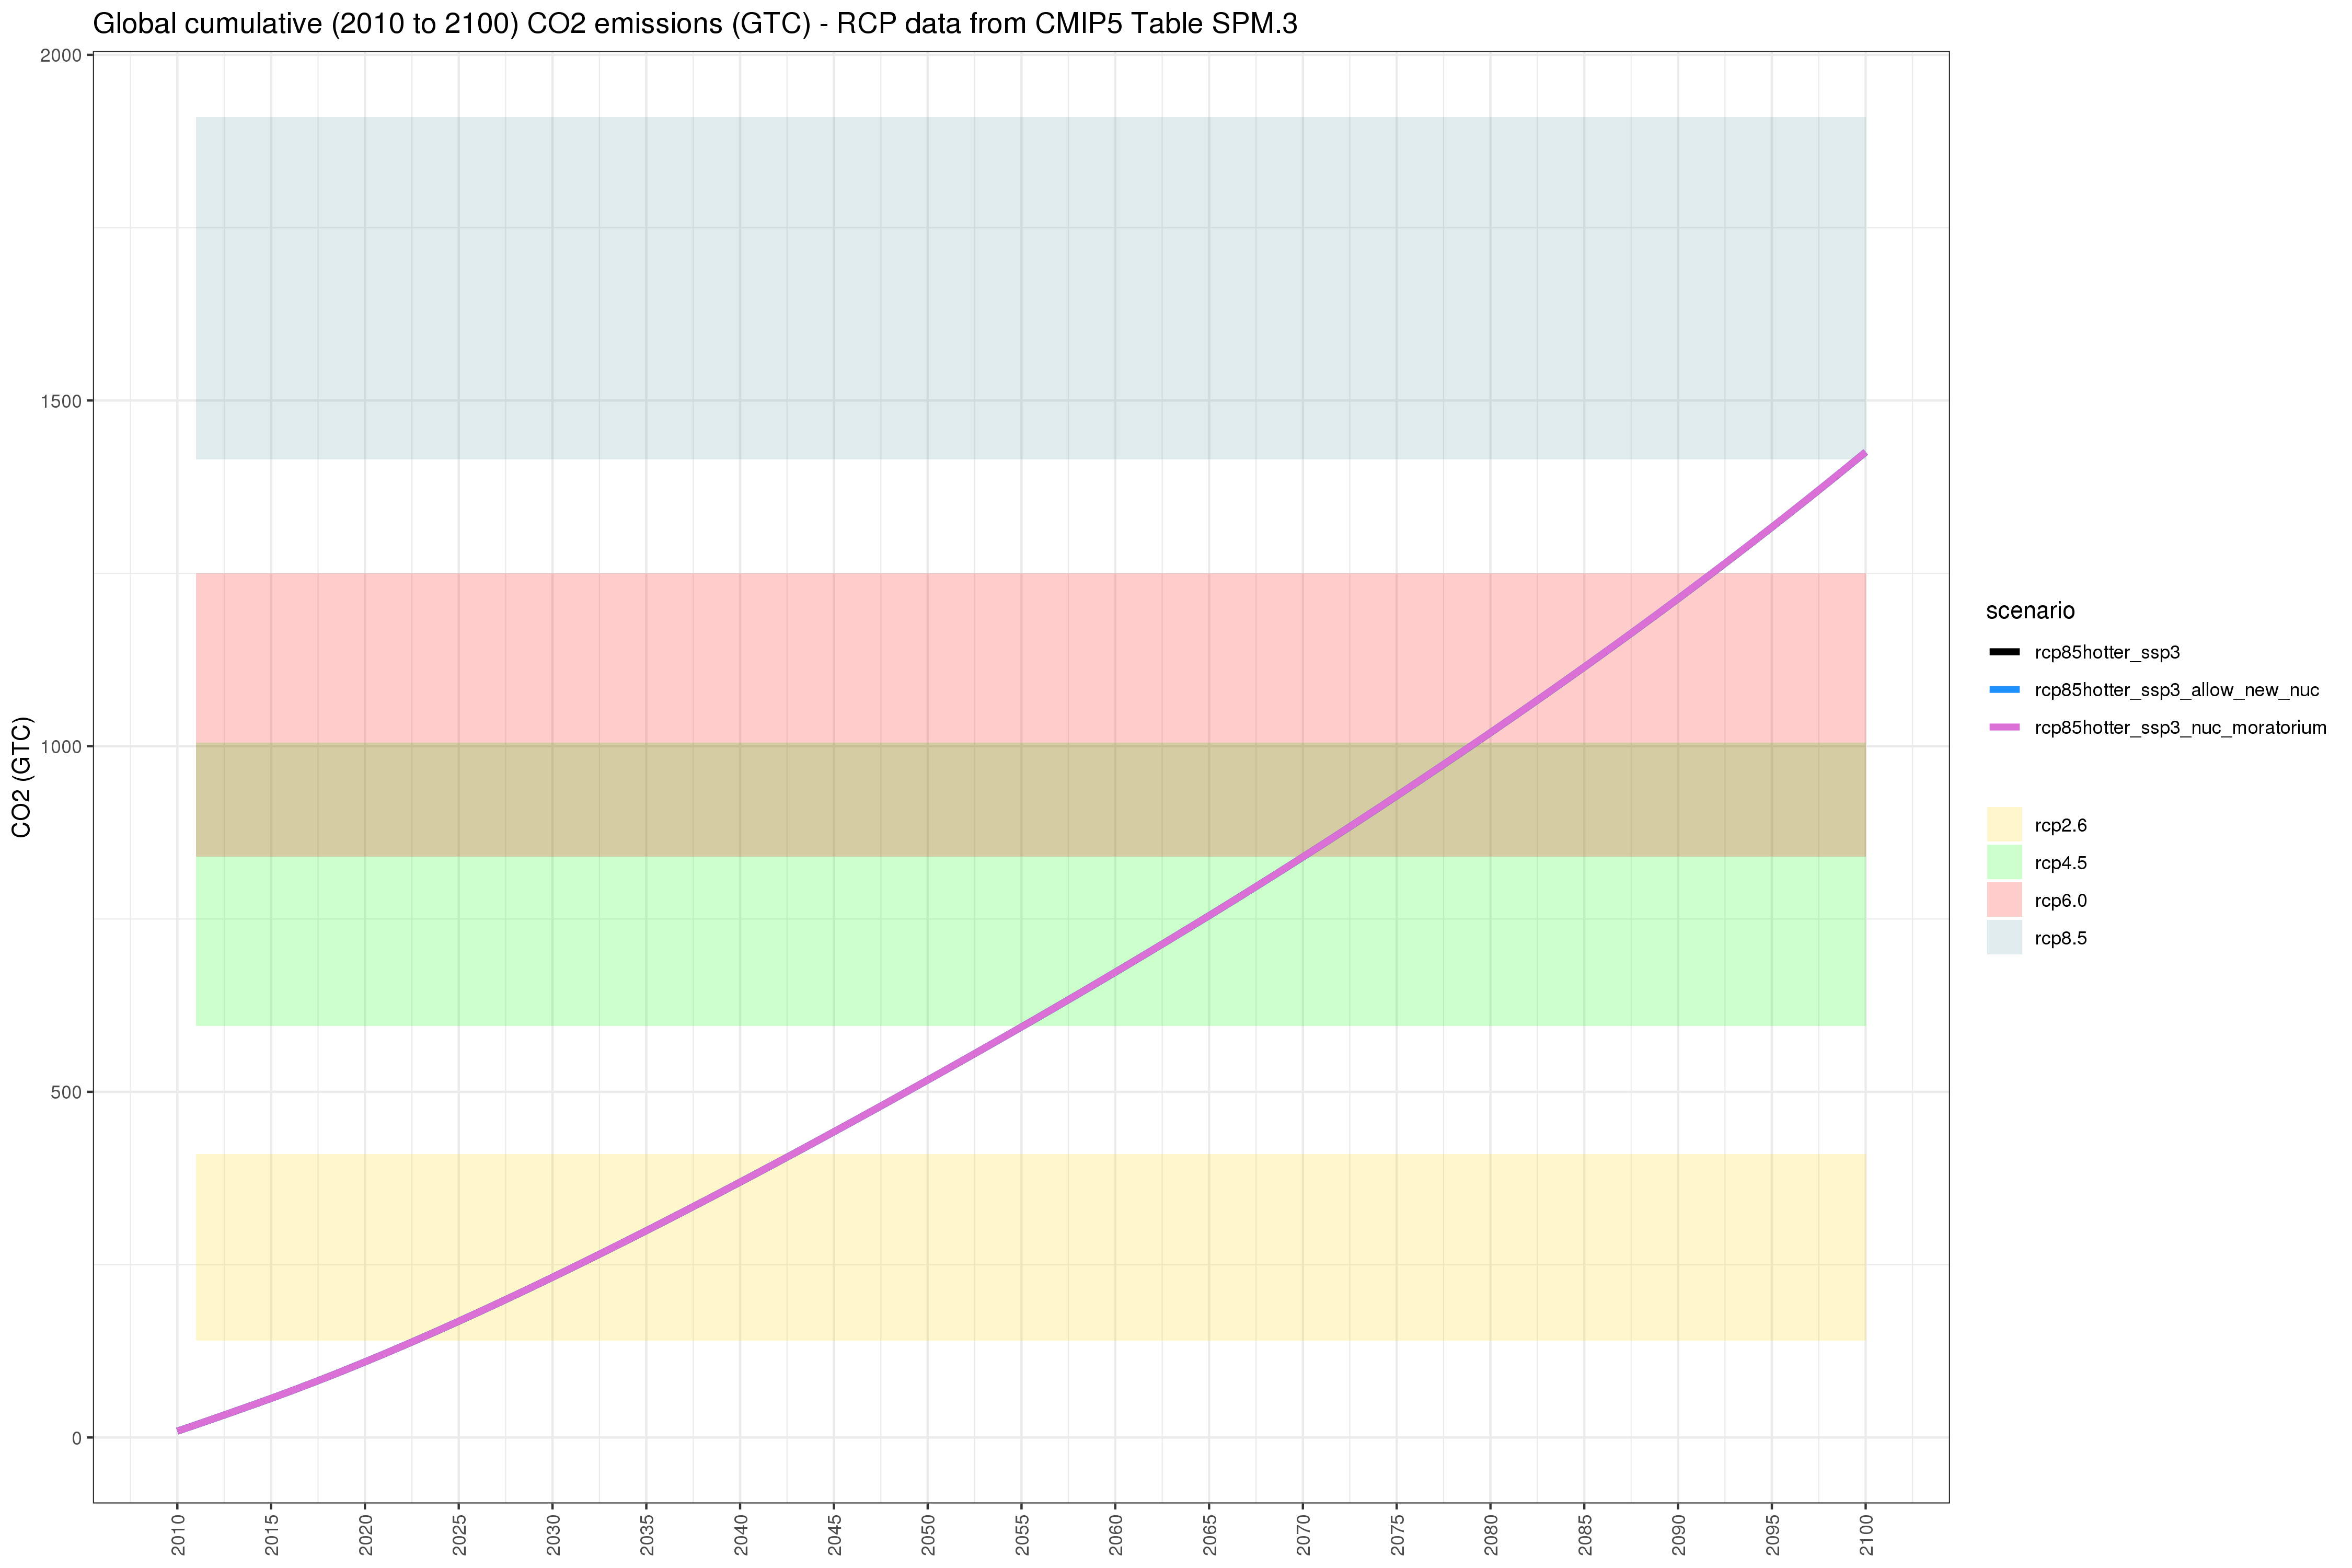 Global cumulative (2010 to 2100) CO2 emissions (GTC) - RCP data from CMIP5 Table SPM.3
CO2 (GTC)
2000
1500
1000
500
0
2010
2015
2020
2025
2030
2035
2040
2045
2050
2055
2060
2065
2070
2075
2080
2085
2090
2095
2100
scenario
rcp85hotter_ssp3
rcp85hotter_ssp3_allow_new_nuc
rcp85hotter_ssp3_nuc_moratorium
rcp2.6
rcp4.5
rcp6.0
rcp8.5